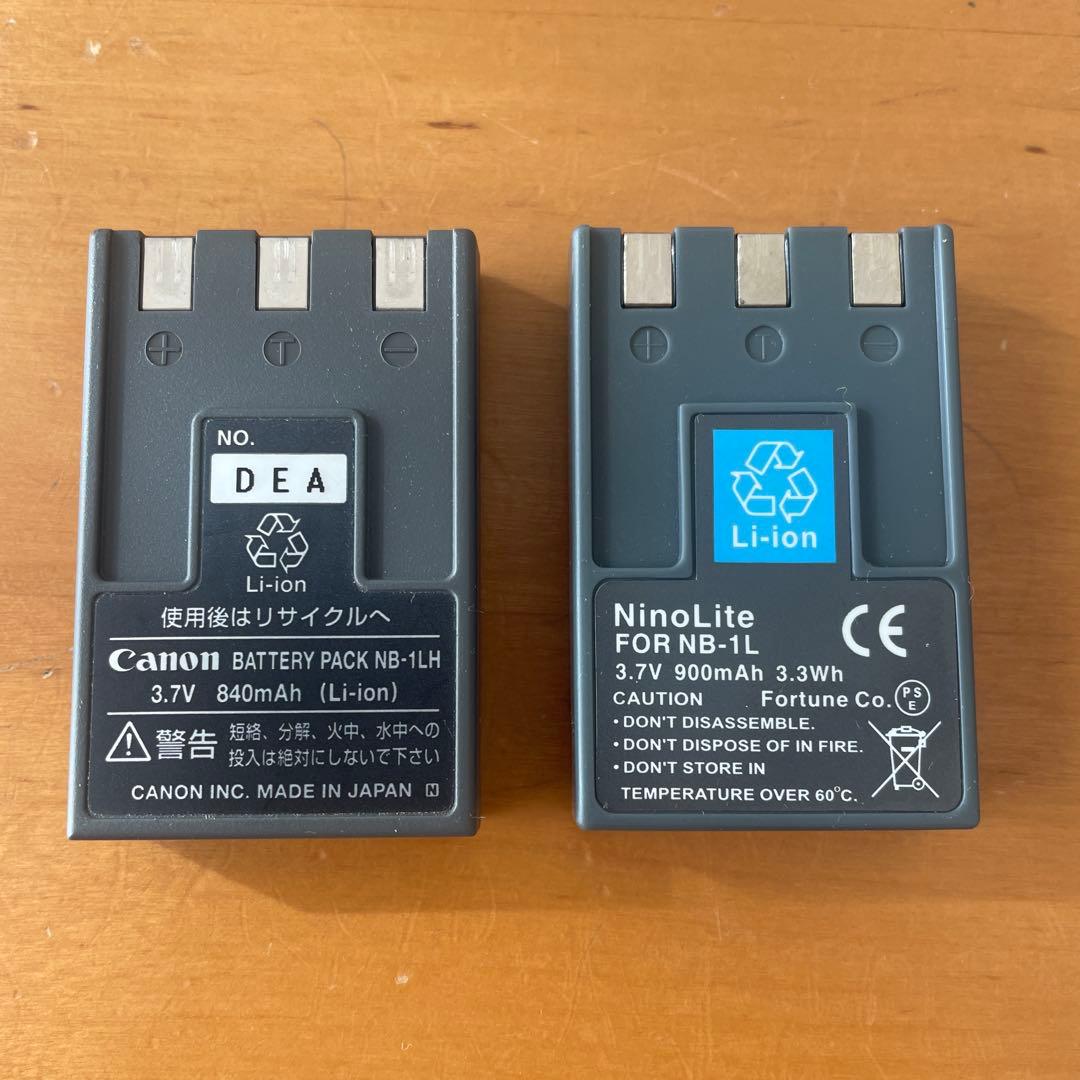 + T −
NO.
DEA
Li-ion
使用後はリサイクルへ
Canon BATTERY PACK NB-1LH
3.7V 840mAh (Li-ion)
警告 短絡、分解、火中、水中への
投入は絶対にしないで下さい
CANON INC. MADE IN JAPAN N
+ T −
Li-ion
NinoLite
FOR NB-1L
CE
3.7V 900mAh 3.3Wh
CAUTION Fortune Co. PSE
・DON'T DISASSEMBLE.
・DON'T DISPOSE OF IN FIRE.
・DON'T STORE IN
TEMPERATURE OVER 60°C.